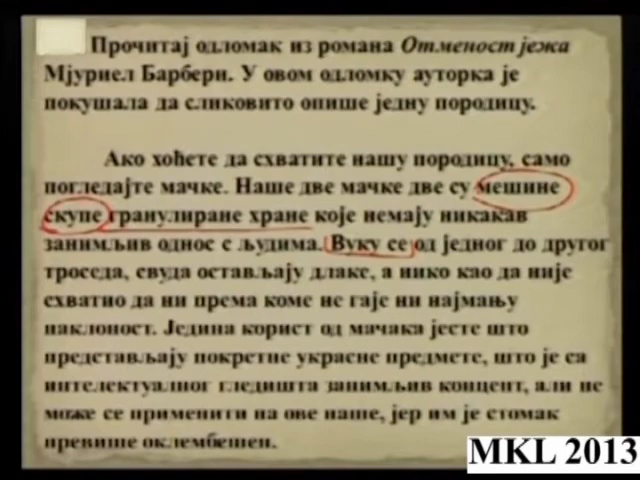 Прочитај одломак из романа Отменост јежа
Мјуриел Барбери. У овом одломку ауторка је
покушала да сликовито опише једну породицу.
Ако хоћете да схватите нашу породицу, само
погледајте мачке. Наше две мачке две су мешине
скупе гранулиране хране које немају никакав
занимљив однос с људима. Вуку се од једног до другог
троседа, свуда остављају длаке, а нико као да није
схватио да ни према коме не гаје ни најмању
наклоност. Једина корист од мачака јесте што
представљају покретне украсне предмете, што је са
интелектуалног гледишта занимљив концепт, али не
може се применити на ове наше, јер им је стомак
превише оклембешен.
MKL 2013